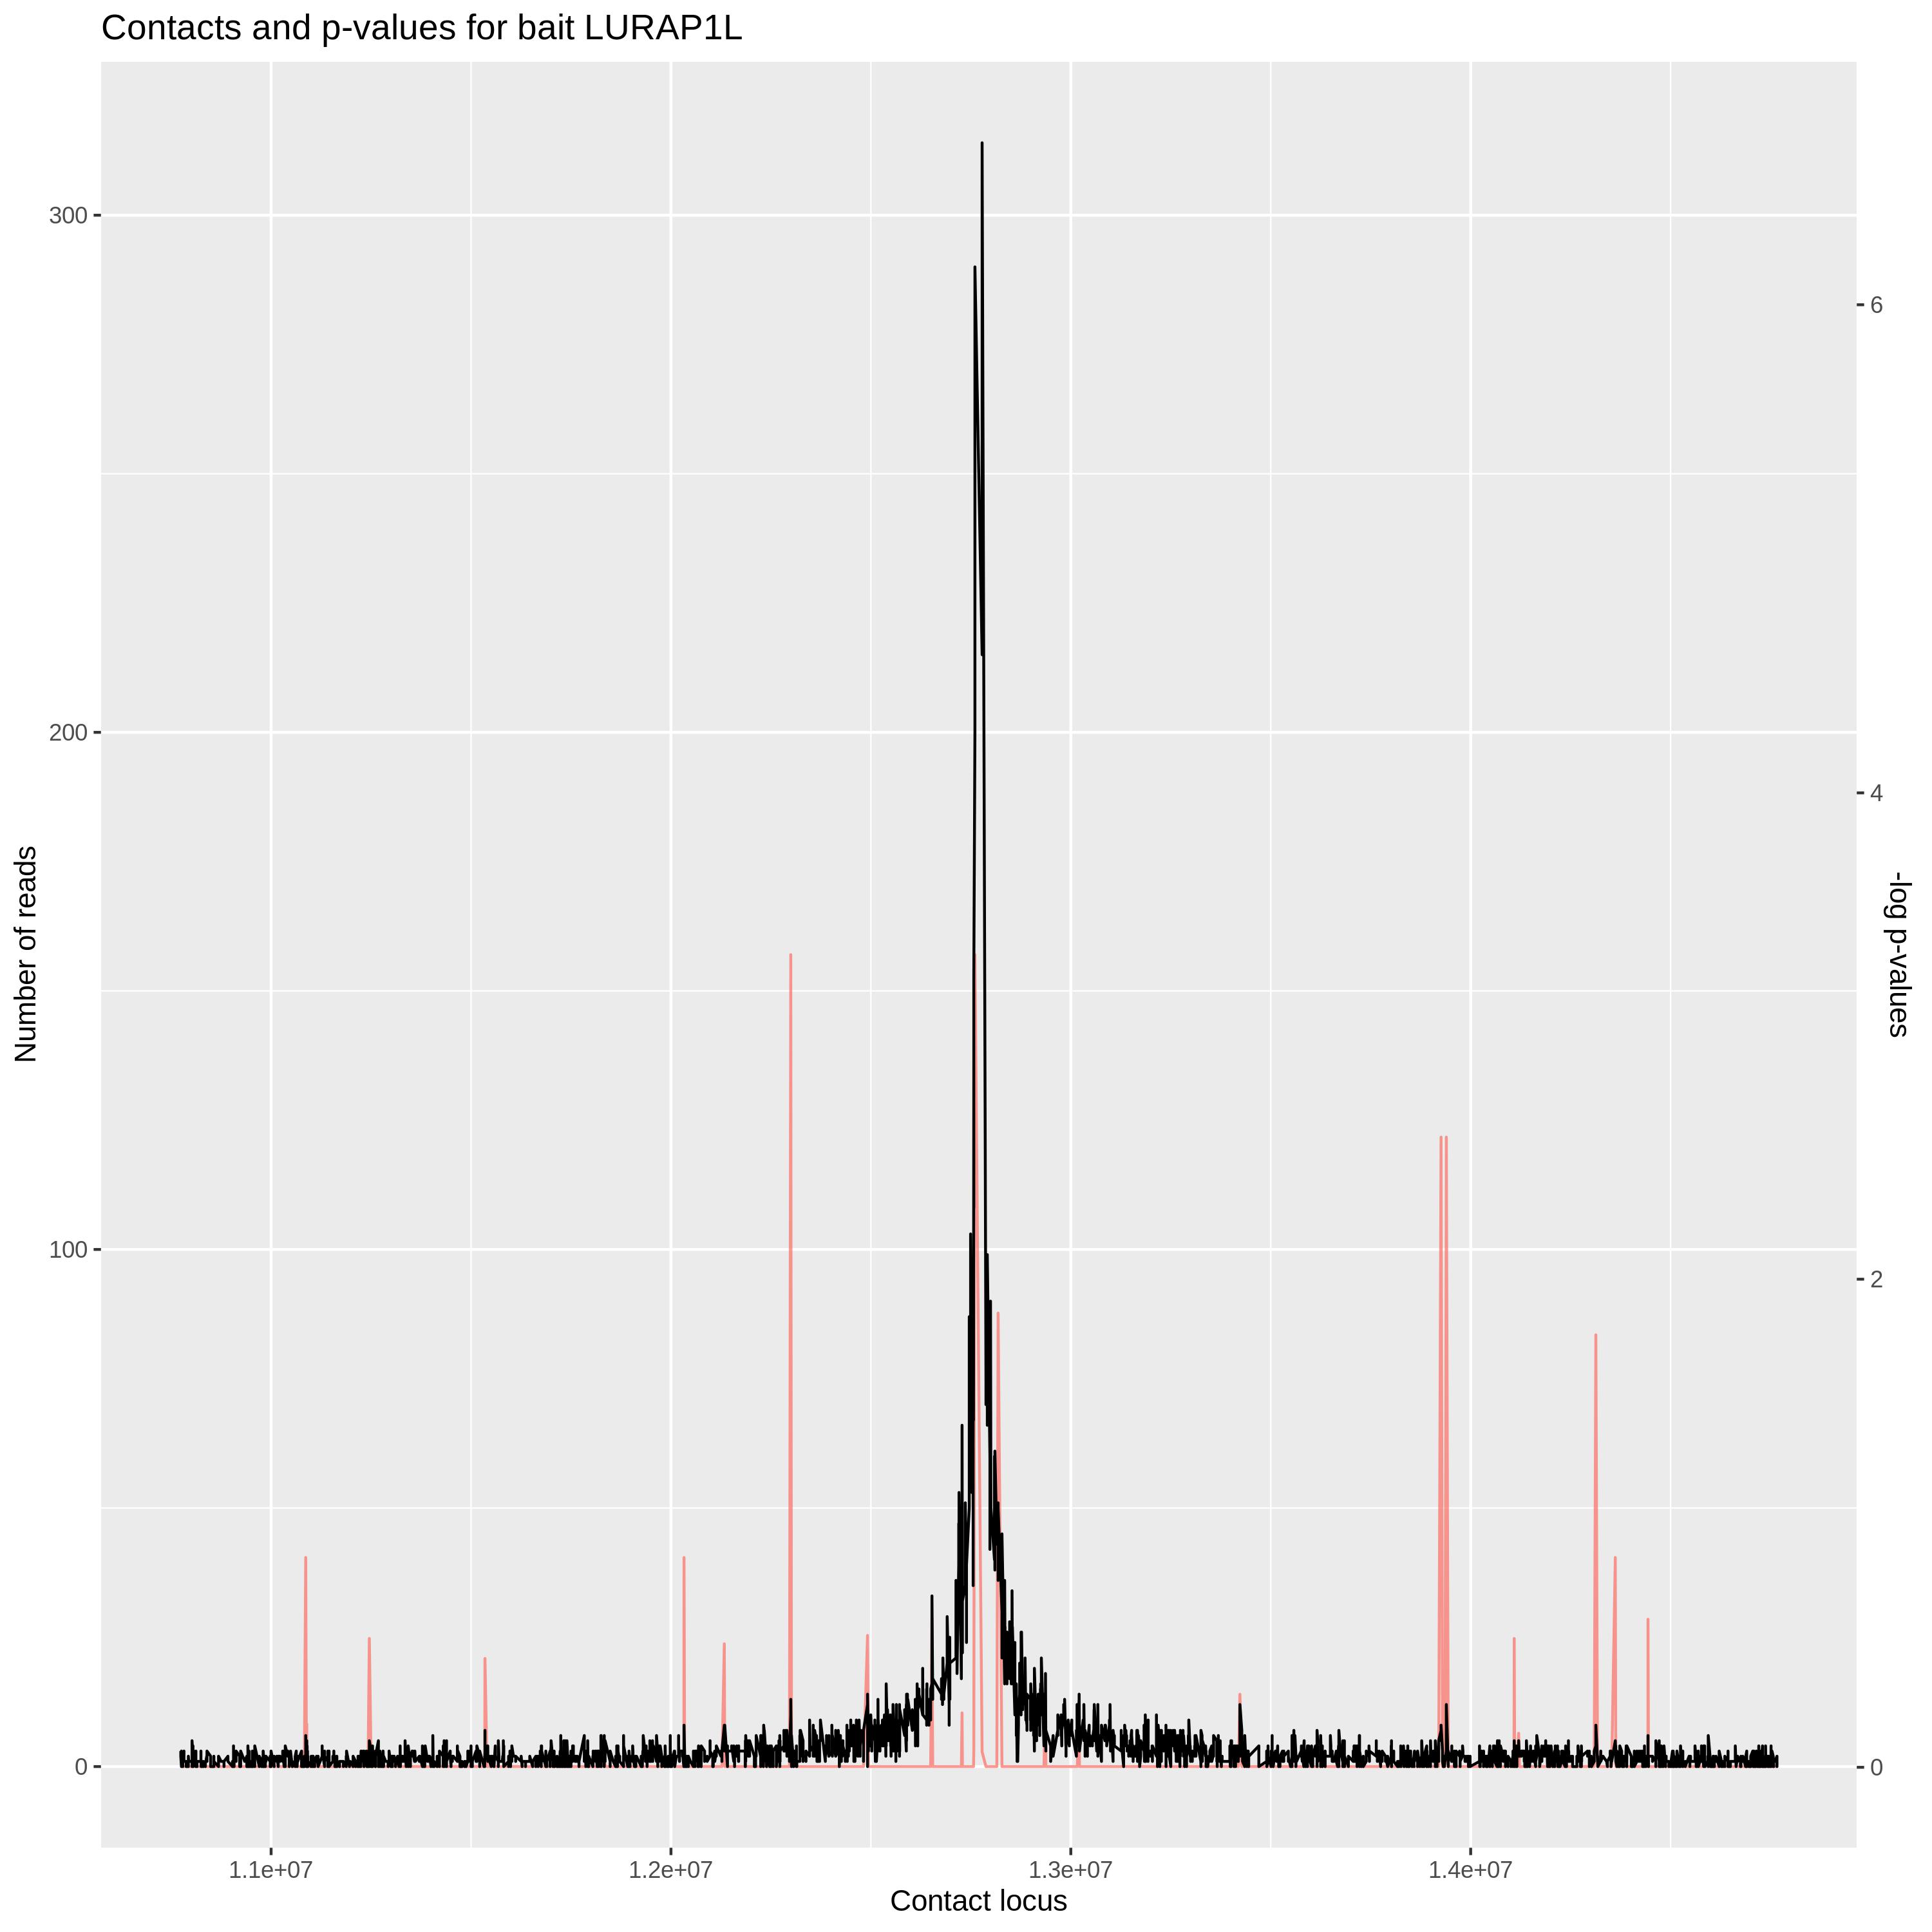 Contacts and p-values for bait LURAP1L
300
200
100
0
6
4
2
0
Number of reads
-log p-values
1.1e+07
1.2e+07
1.3e+07
1.4e+07
Contact locus